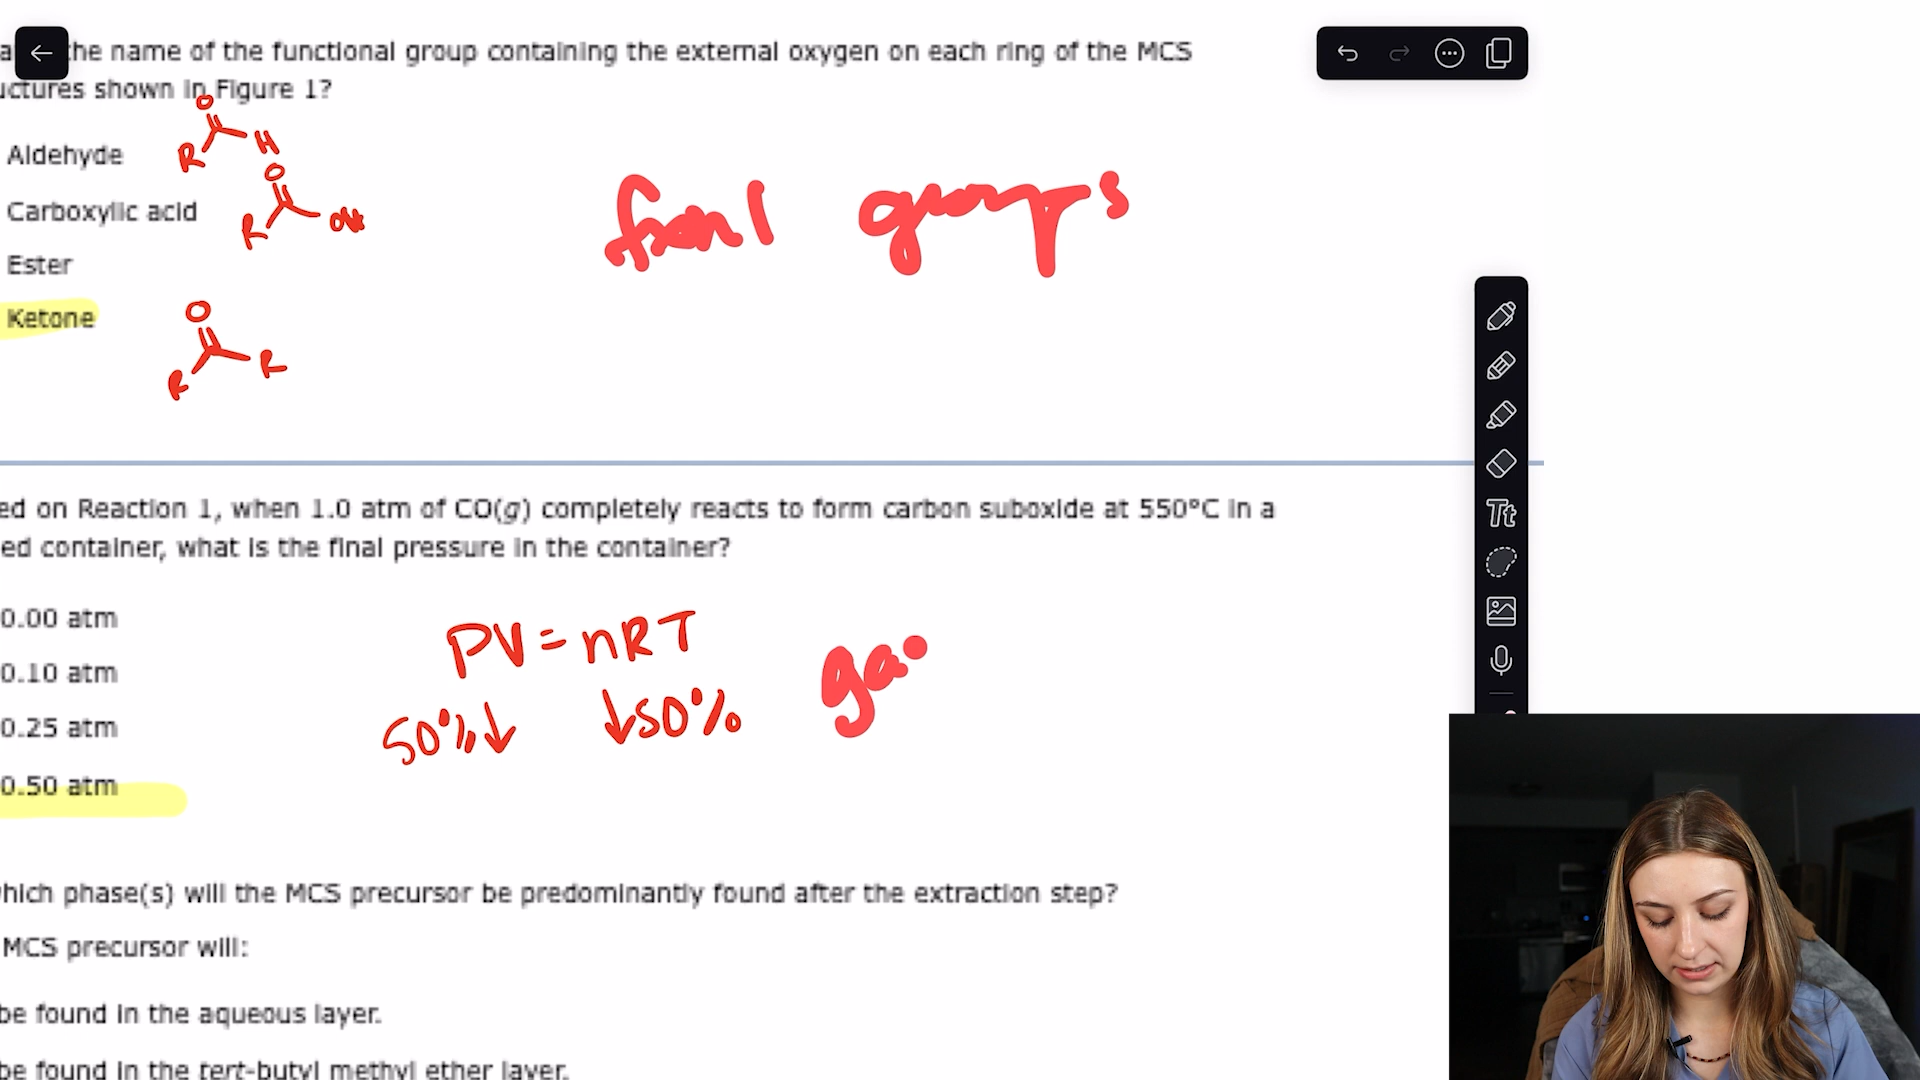 the name of the functional group containing the external oxygen on each ring of the MCS
uctures shown in Figure 1?
Aldehyde
O
R H
Carboxylic acid
O
R OH
Ester
Ketone
O
R R
groups
ed on Reaction 1, when 1.0 atm of CO(g) completely reacts to form carbon suboxide at 550°C in a
ed container, what is the final pressure in the container?
0.00 atm
0.10 atm
0.25 atm
0.50 atm
PV = nRT
50% ↓ ↓ 50%
ga
hich phase(s) will the MCS precursor be predominantly found after the extraction step?
MCS precursor will:
be found in the aqueous layer.
be found in the tert-butyl methyl ether layer.
Tt